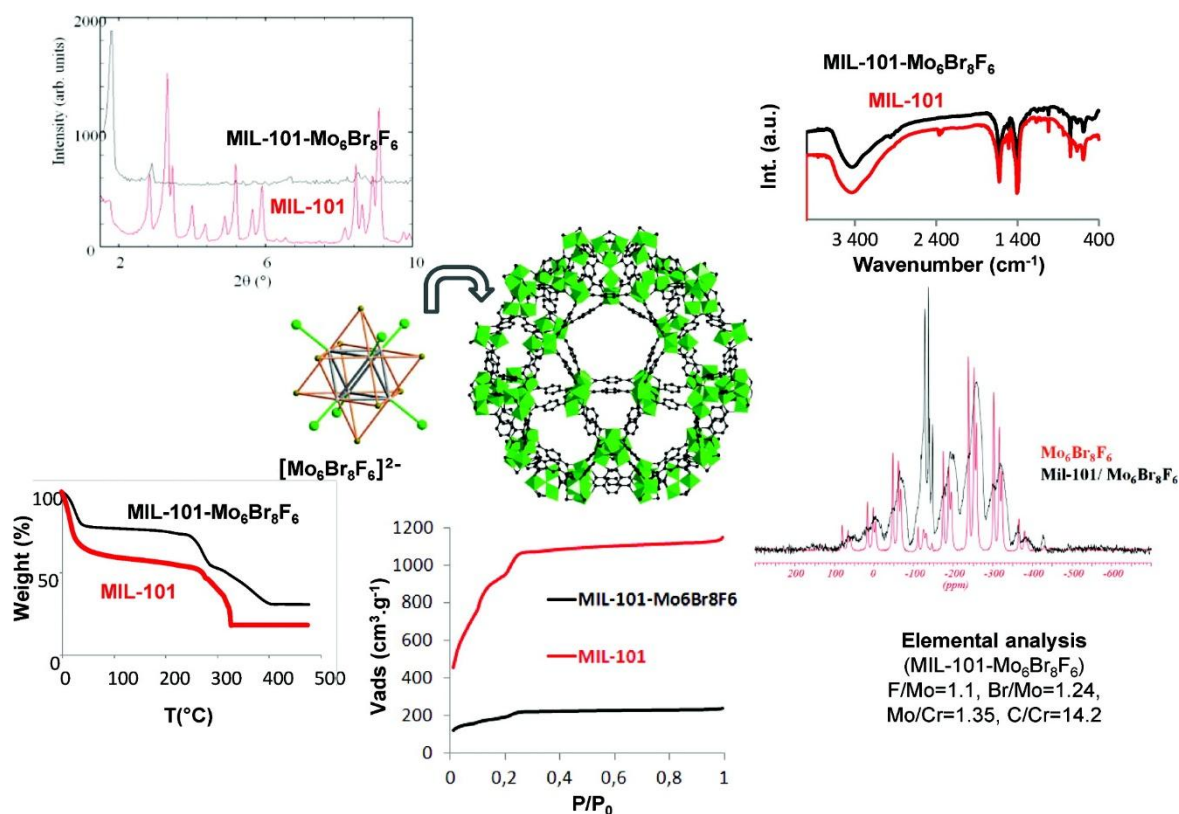 Intensity (arb. units)
2000
1000
0
MIL-101-Mo₆Br₈F₆
MIL-101
2 6 10
2θ (°)
MIL-101-Mo₆Br₈F₆
MIL-101
Int. (a.u.)
3 400 2 400 1 400 400
Wavenumber (cm⁻¹)
[Mo₆Br₈F₆]²⁻
Mo₆Br₈F₆
Mil-101/ Mo₆Br₈F₆
200 100 0 -100 -200 -300 -400 -500 -600
(ppm)
Weight (%)
100
50
0
MIL-101-Mo₆Br₈F₆
MIL-101
0 100 200 300 400 500
T(°C)
Vads (cm³.g⁻¹)
1200
1000
800
600
400
200
0
MIL-101-Mo6Br8F6
MIL-101
0 0,2 0,4 0,6 0,8 1
P/P₀
Elemental analysis
(MIL-101-Mo₆Br₈F₆)
F/Mo=1.1, Br/Mo=1.24,
Mo/Cr=1.35, C/Cr=14.2